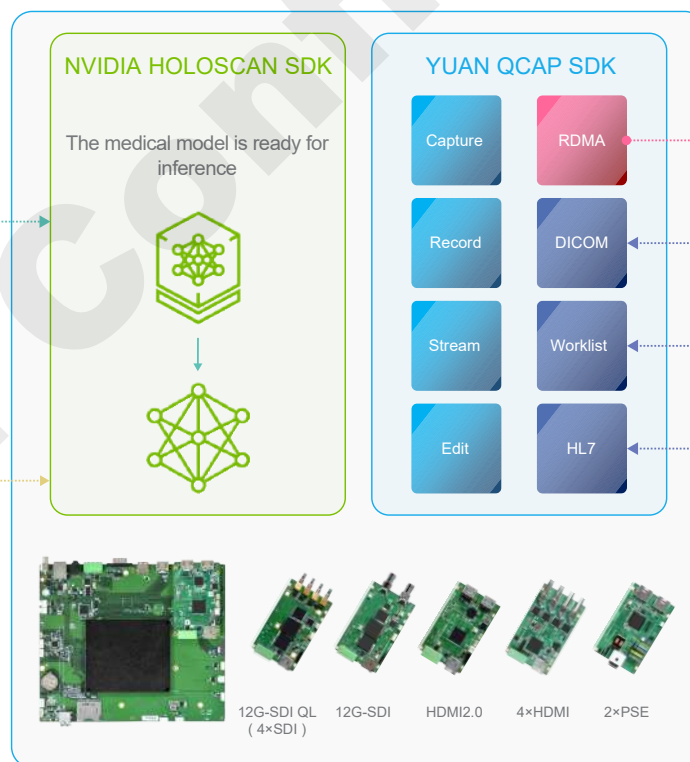 NVIDIA HOLOSCAN SDK
The medical model is ready for
inference
YUAN QCAP SDK
Capture
RDMA
Record
DICOM
Stream
Worklist
Edit
HL7
12G-SDI QL
( 4×SDI )
12G-SDI
HDMI2.0
4×HDMI
2×PSE